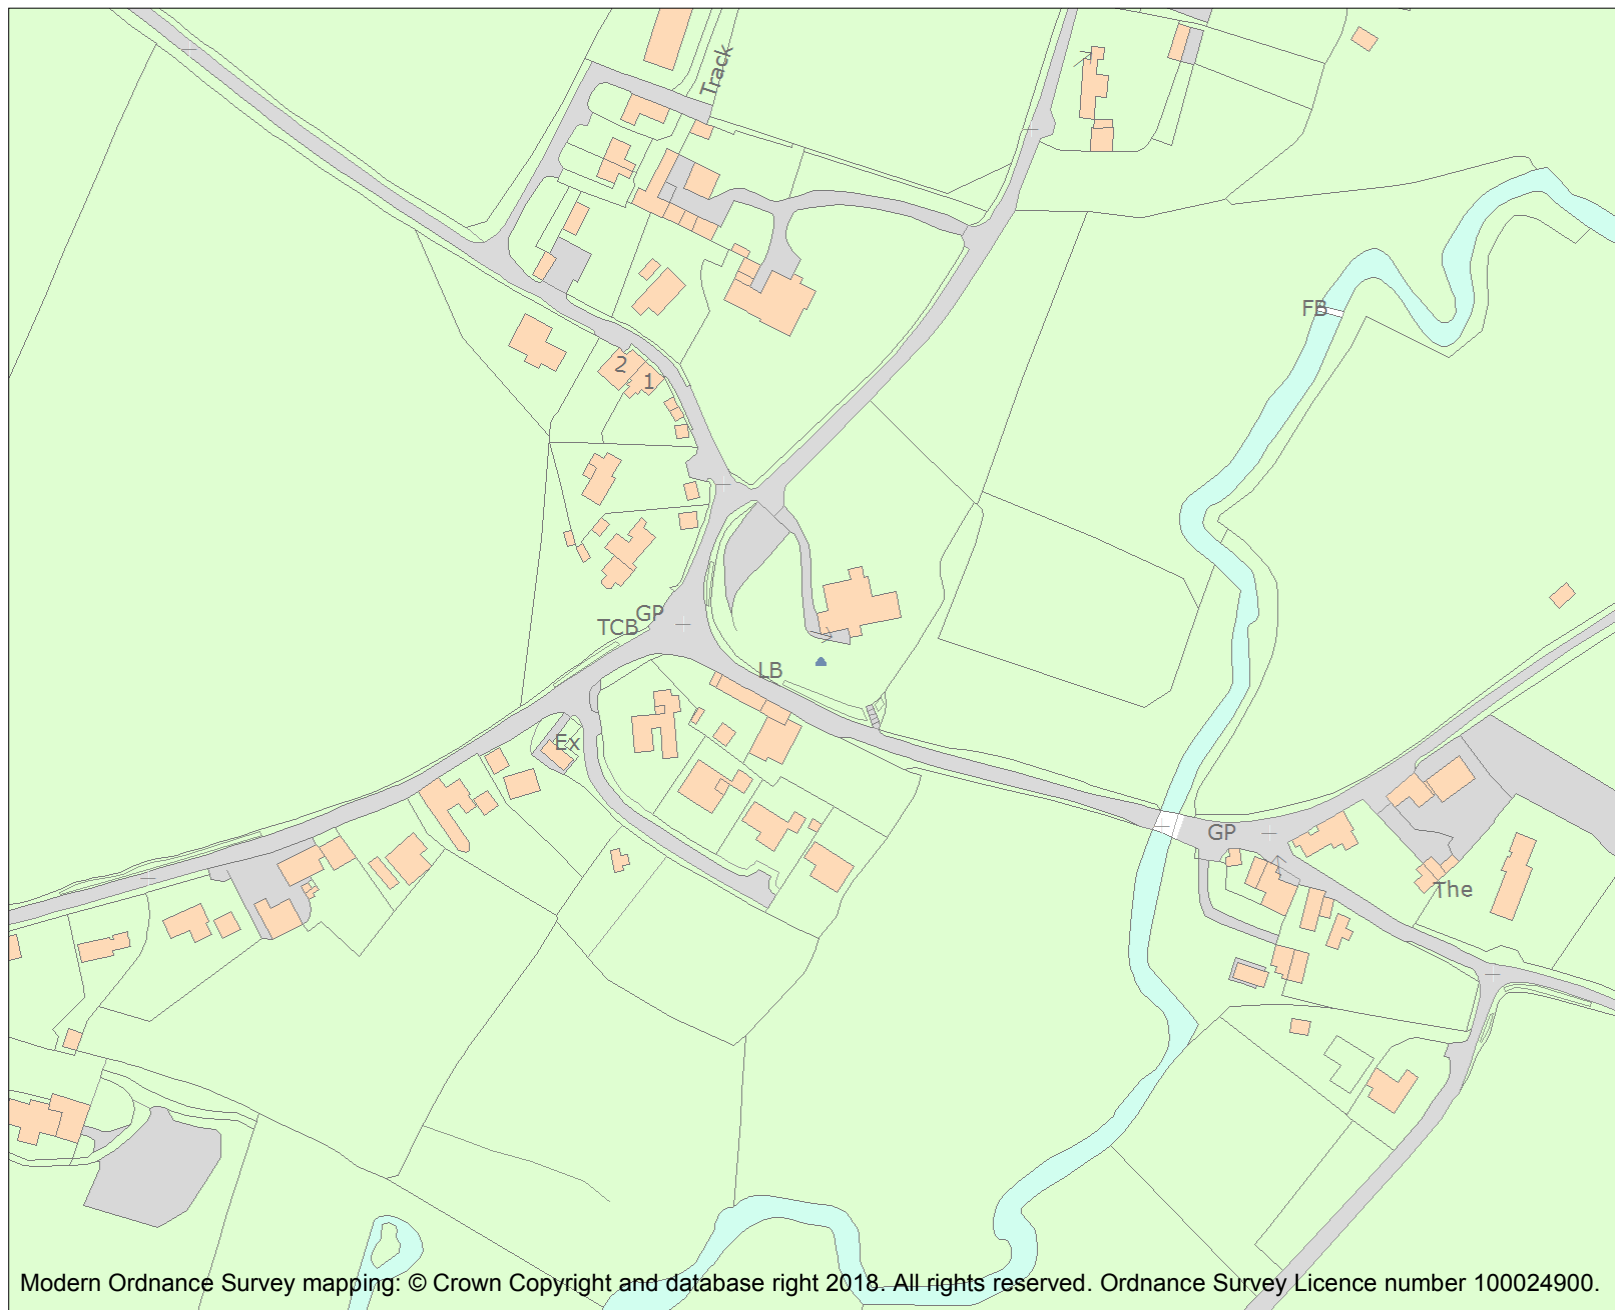 Track
FB
2
1
GP
TCB
LB
Ex
GP
The
Modern Ordnance Survey mapping: © Crown Copyright and database right 2018. All rights reserved. Ordnance Survey Licence number 100024900.